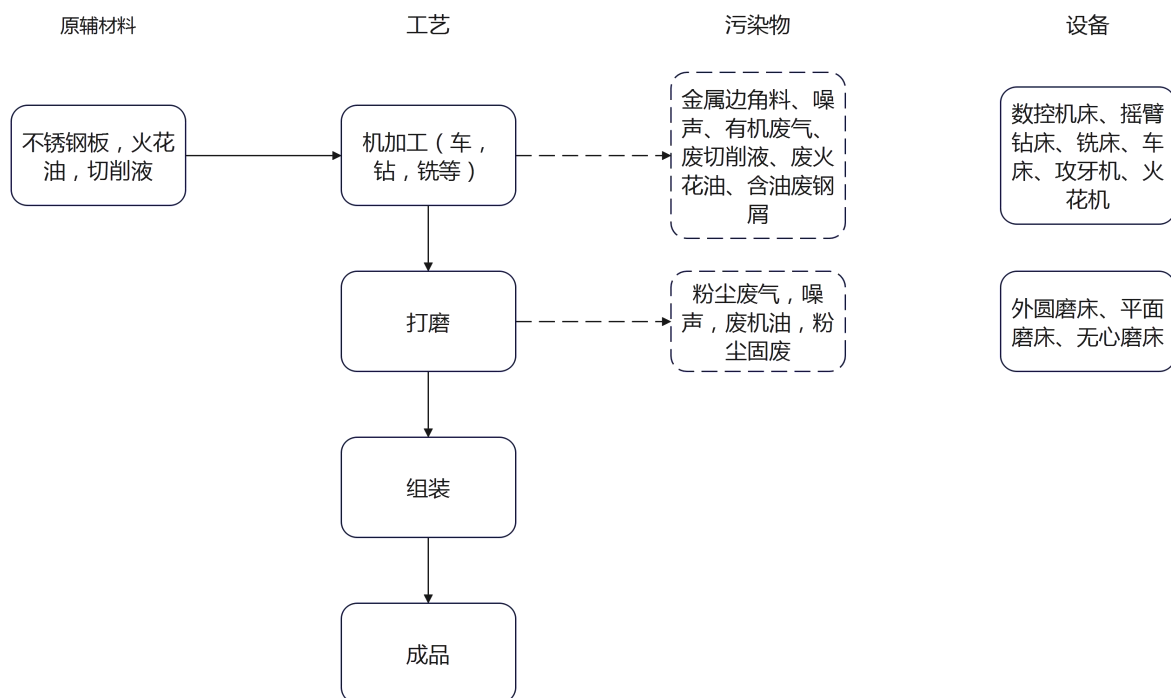 原辅材料
工艺
污染物
设备
不锈钢板，火花
油，切削液
机加工（车，
钻，铣等）
金属边角料、噪
声、有机废气、
废切削液、废火
花油、含油废钢
屑
数控机床、摇臂
钻床、铣床、车
床、攻牙机、火
花机
打磨
粉尘废气，噪
声，废机油，粉
尘固废
外圆磨床、平面
磨床、无心磨床
组装
成品